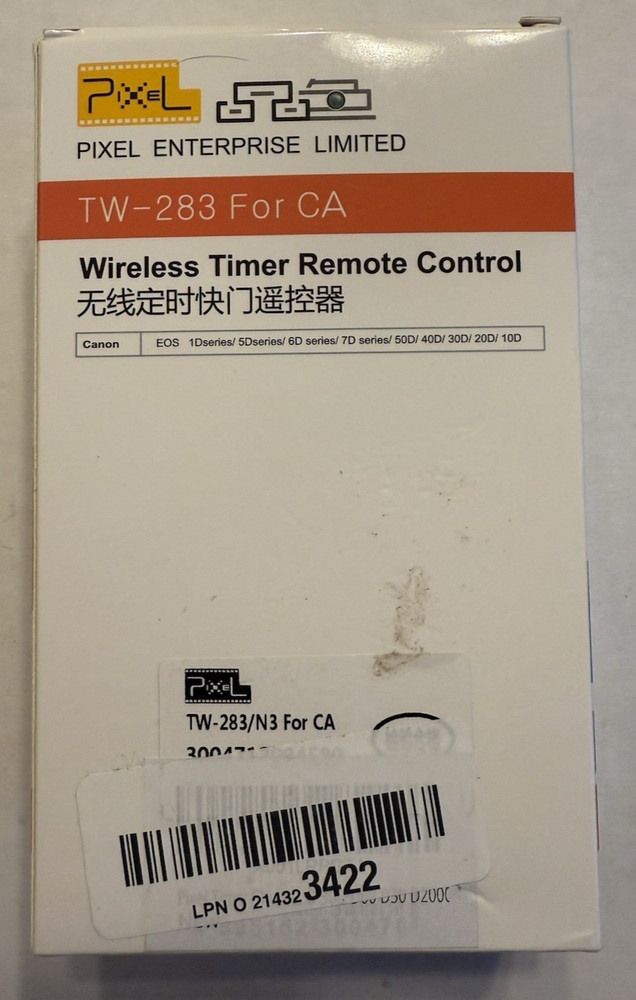 PIXEL
PIXEL ENTERPRISE LIMITED
TW-283 For CA
Wireless Timer Remote Control
无线定时快门遥控器
Canon EOS 1Dseries/ 5Dseries/ 6D series/ 7D series/ 50D/ 40D/ 30D/ 20D/ 10D
PIXEL
TW-283/N3 For CA
LPN O 214323422